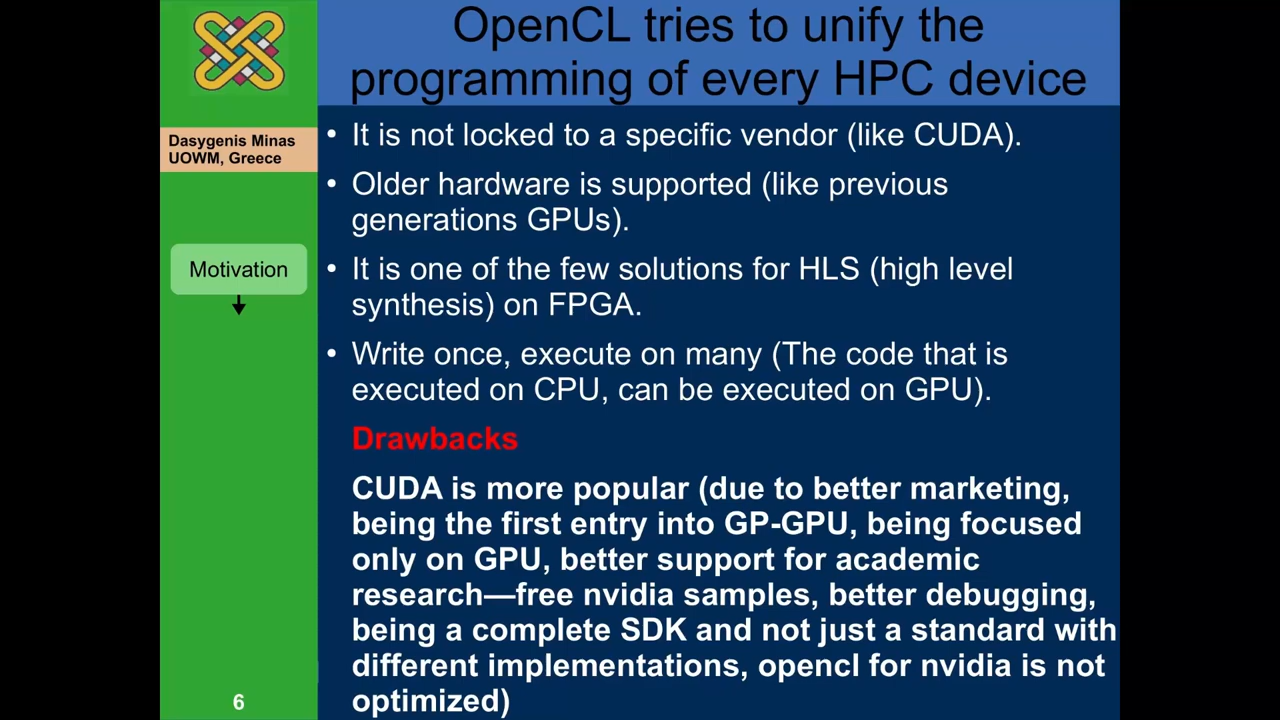 OpenCL tries to unify the
programming of every HPC device
Dasygenis Minas
UOWM, Greece
Motivation
• It is not locked to a specific vendor (like CUDA).
• Older hardware is supported (like previous
generations GPUs).
• It is one of the few solutions for HLS (high level
synthesis) on FPGA.
• Write once, execute on many (The code that is
executed on CPU, can be executed on GPU).
Drawbacks
CUDA is more popular (due to better marketing,
being the first entry into GP-GPU, being focused
only on GPU, better support for academic
research—free nvidia samples, better debugging,
being a complete SDK and not just a standard with
different implementations, opencl for nvidia is not
optimized)
6